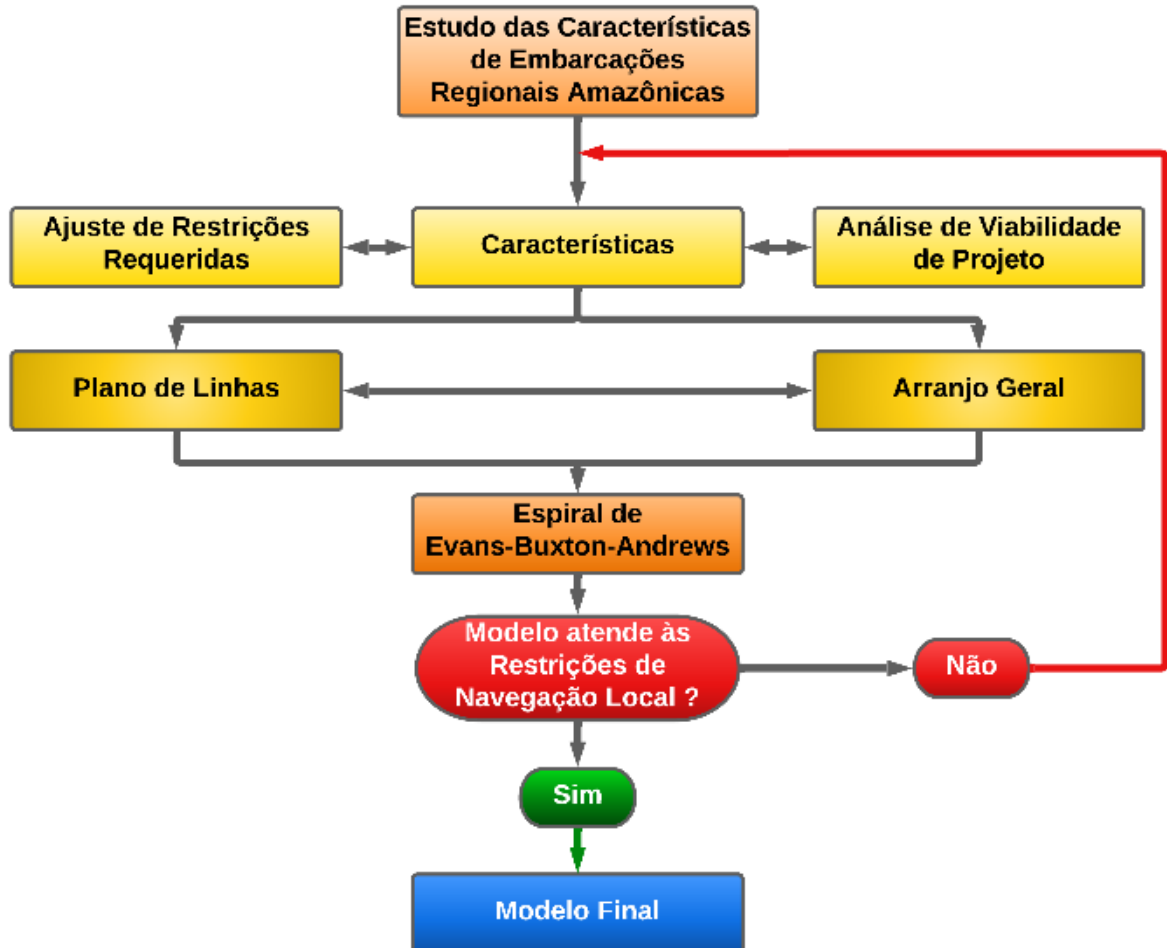 Estudo das Características
de Embarcações
Regionais Amazônicas
Ajuste de Restrições
Requeridas
Características
Análise de Viabilidade
de Projeto
Plano de Linhas
Arranjo Geral
Espiral de
Evans-Buxton-Andrews
Modelo atende às
Restrições de
Navegação Local ?
Não
Sim
Modelo Final